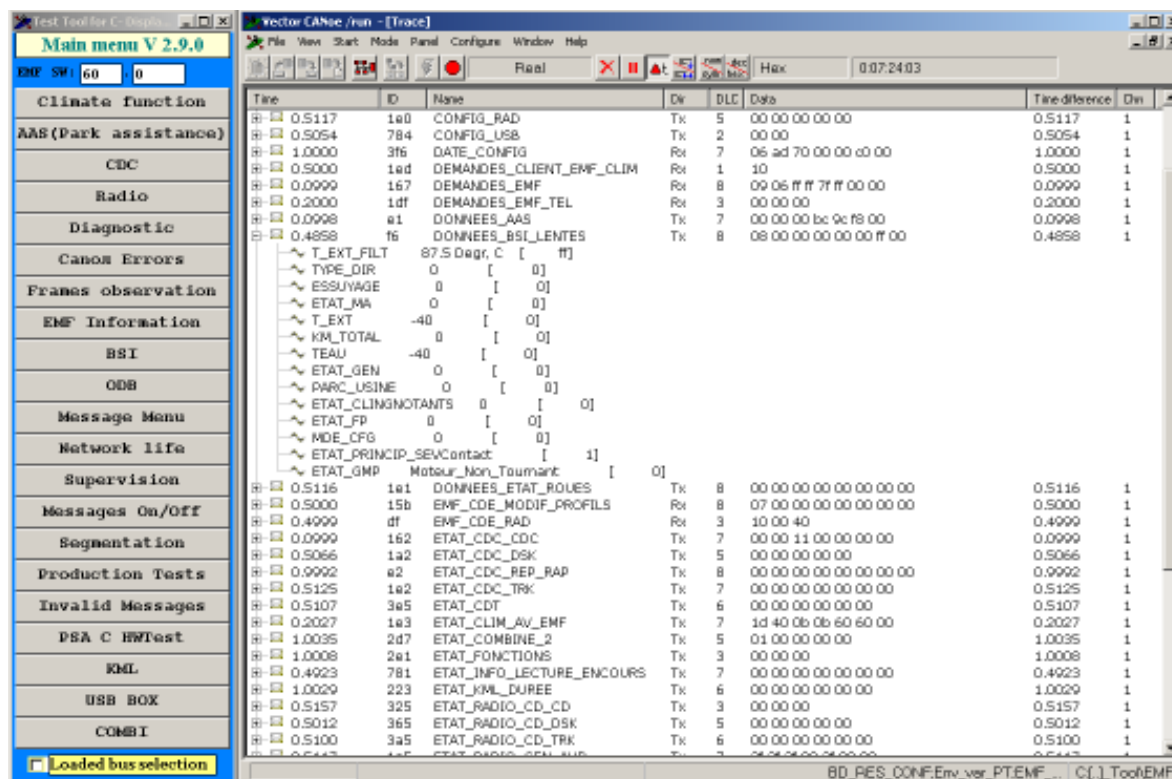 Test Tool for C-Displa...
Main menu V 2.9.0
EMF SW: 60 . 0
Climate function
AAS(Park assistance)
CDC
Radio
Diagnostic
Canon Errors
Frames observation
EMF Information
BSI
ODB
Message Menu
Network life
Supervision
Messages On/Off
Segmentation
Production Tests
Invalid Messages
PSA C HWTest
KML
USB BOX
COMBI
Loaded bus selection
Vector CANoe /run - [Trace]
File View Start Mode Panel Configure Window Help
Real Hex 0:07:24:03
Time ID Name Dir DLC Data Time difference Chn
0.5117 1e0 CONFIG_RAD Tx 5 00 00 00 00 00 0.5117 1
0.5054 784 CONFIG_USB Tx 2 00 00 0.5054 1
1.0000 3f6 DATE_CONFIG Rx 7 06 ad 70 00 00 c0 00 1.0000 1
0.5000 1ed DEMANDES_CLIENT_EMF_CLIM Rx 1 10 0.5000 1
0.0999 167 DEMANDES_EMF Rx 8 09 06 ff ff 7f ff 00 00 0.0999 1
0.2000 1df DEMANDES_EMF_TEL Rx 3 00 00 00 0.2000 1
0.0998 e1 DONNEES_AAS Tx 7 00 00 00 bc 9c f8 00 0.0998 1
0.4858 f6 DONNEES_BSI_LENTES Tx 8 08 00 00 00 00 00 ff 00 0.4858 1
T_EXT_FILT 87.5 Degr, C [ ff]
TYPE_DIR 0 [ 0]
ESSUYAGE 0 [ 0]
ETAT_MA 0 [ 0]
T_EXT -40 [ 0]
KM_TOTAL 0 [ 0]
TEAU -40 [ 0]
ETAT_GEN 0 [ 0]
PARC_USINE 0 [ 0]
ETAT_CLINGNOTANTS 0 [ 0]
ETAT_FP 0 [ 0]
MDE_CFG 0 [ 0]
ETAT_PRINCIP_SEVContact [ 1]
ETAT_GMP Moteur_Non_Tournant [ 0]
0.5116 1e1 DONNEES_ETAT_ROUES Tx 8 00 00 00 00 00 00 00 00 0.5116 1
0.5000 15b EMF_CDE_MODIF_PROFILS Rx 8 07 00 00 00 00 00 00 00 0.5000 1
0.4999 df EMF_CDE_RAD Rx 3 10 00 40 0.4999 1
0.0999 162 ETAT_CDC_CDC Tx 7 00 00 11 00 00 00 00 0.0999 1
0.5066 1a2 ETAT_CDC_DSK Tx 5 00 00 00 00 00 0.5066 1
0.9992 e2 ETAT_CDC_REP_RAP Tx 8 00 00 00 00 00 00 00 00 0.9992 1
0.5125 1e2 ETAT_CDC_TRK Tx 7 00 00 00 00 00 00 00 0.5125 1
0.5107 3e5 ETAT_CDT Tx 6 00 00 00 00 00 00 0.5107 1
0.2027 1e3 ETAT_CLIM_AV_EMF Tx 7 1d 40 0b 0b 60 60 00 0.2027 1
1.0035 2d7 ETAT_COMBINE_2 Tx 5 01 00 00 00 00 1.0035 1
1.0008 2e1 ETAT_FONCTIONS Tx 3 00 00 00 1.0008 1
0.4923 781 ETAT_INFO_LECTURE_ENCOURS Tx 7 00 00 00 00 00 00 00 0.4923 1
1.0029 223 ETAT_KML_DUREE Tx 6 00 00 00 00 00 00 1.0029 1
0.5157 325 ETAT_RADIO_CD_CD Tx 3 00 00 00 0.5157 1
0.5012 365 ETAT_RADIO_CD_DSK Tx 5 00 00 00 00 00 0.5012 1
0.5100 3a5 ETAT_RADIO_CD_TRK Tx 6 00 00 00 00 00 00 0.5100 1
BD_RES_CONF:Env_ver_PT:EMF_...